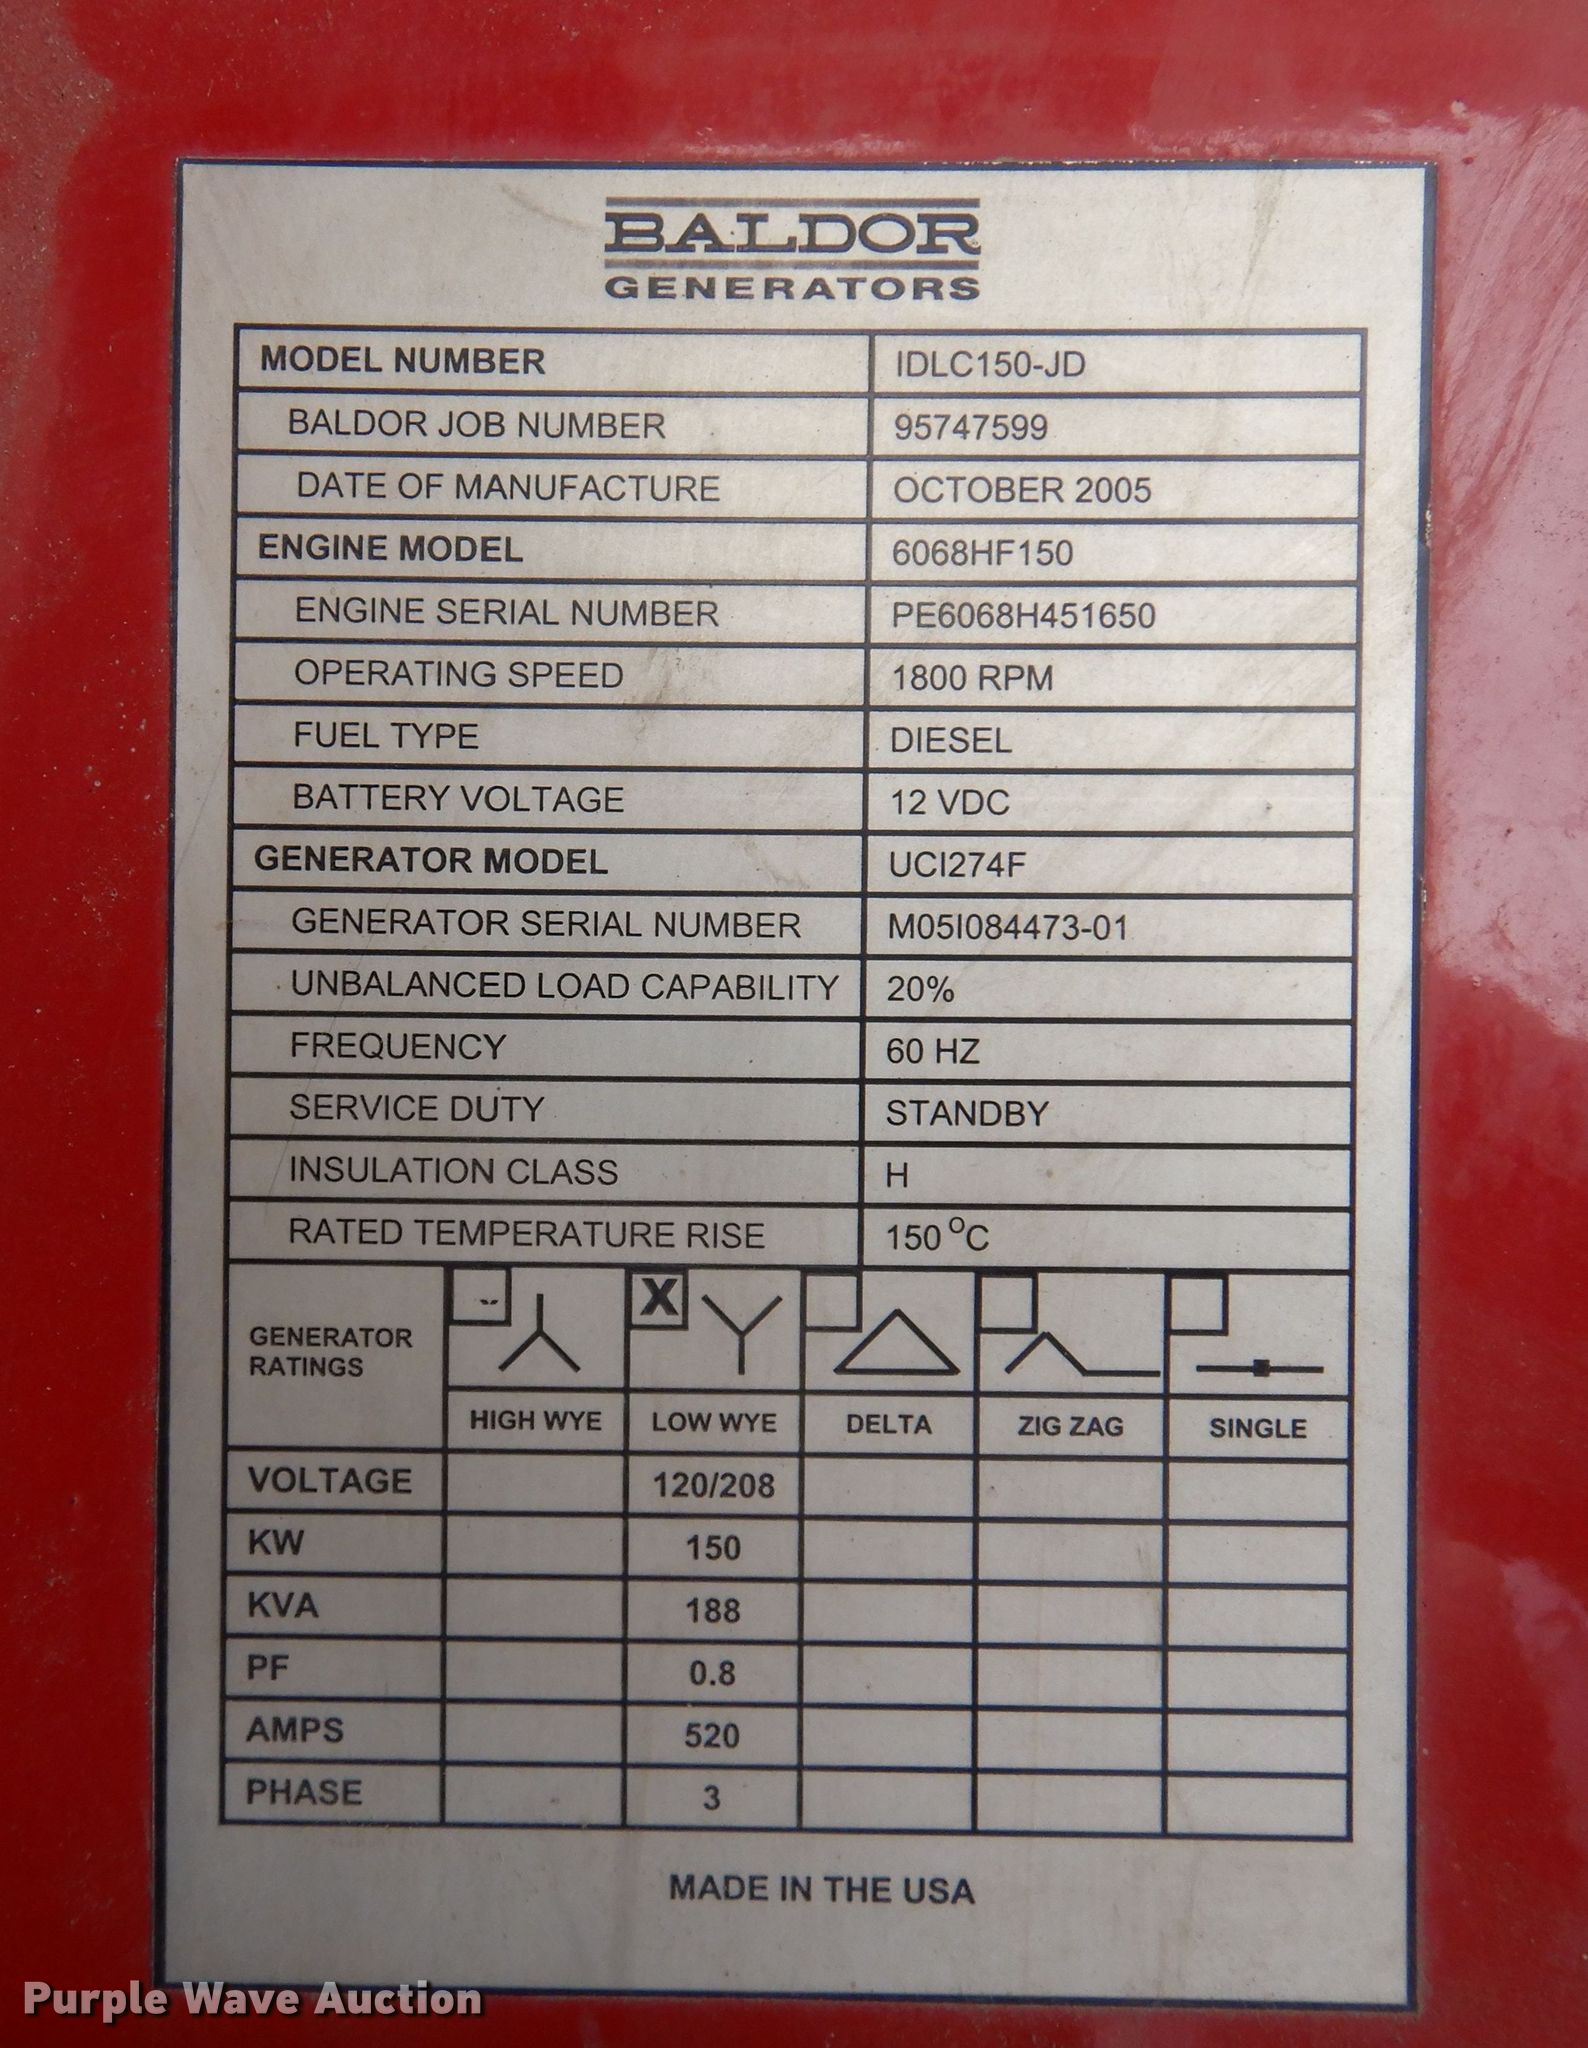 BALDOR
GENERATORS
MODEL NUMBER IDLC150-JD
BALDOR JOB NUMBER 95747599
DATE OF MANUFACTURE OCTOBER 2005
ENGINE MODEL 6068HF150
ENGINE SERIAL NUMBER PE6068H451650
OPERATING SPEED 1800 RPM
FUEL TYPE DIESEL
BATTERY VOLTAGE 12 VDC
GENERATOR MODEL UCI274F
GENERATOR SERIAL NUMBER M05I084473-01
UNBALANCED LOAD CAPABILITY 20%
FREQUENCY 60 HZ
SERVICE DUTY STANDBY
INSULATION CLASS H
RATED TEMPERATURE RISE 150 °C
X
GENERATOR
RATINGS
HIGH WYE LOW WYE DELTA ZIG ZAG SINGLE
VOLTAGE 120/208
KW 150
KVA 188
PF 0.8
AMPS 520
PHASE 3
MADE IN THE USA
Purple Wave Auction